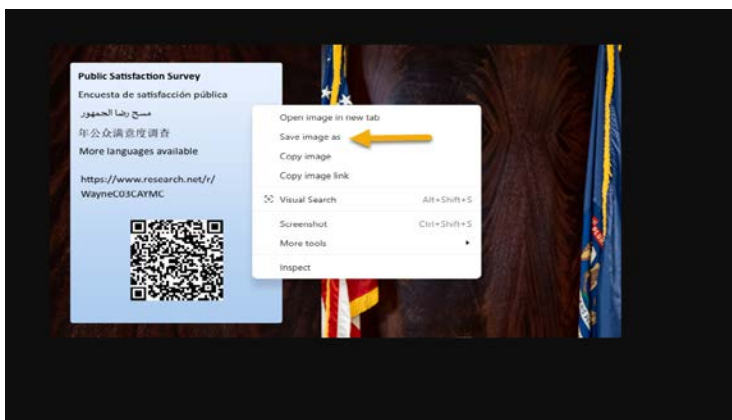 Public Satisfaction Survey
Encuesta de satisfacción pública
مسح رضا الجمهور
年公众满意度调查
More languages available
https://www.research.net/r/
WayneC03CAYMC
Open image in new tab
Save image as
Copy image
Copy image link
Visual Search Alt+Shift+S
Screenshot Ctrl+Shift+S
More tools
Inspect